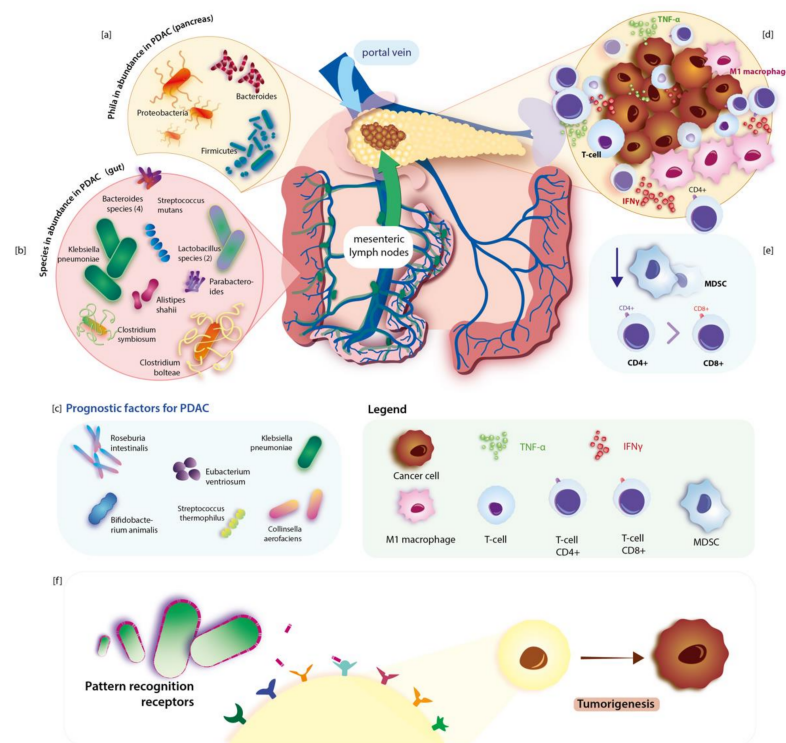 [a]
Phila in abundance in PDAC (pancreas)
Proteobacteria
Bacteroides
Firmicutes
portal vein
mesenteric
lymph nodes
[b]
Species in abundance in PDAC (gut)
Bacteroides
species (4)
Streptococcus
mutans
Klebsiella
pneumoniae
Lactobacillus
species (2)
Parabactero-
ides
Alistipes
shahii
Clostridium
symbiosum
Clostridium
bolteae
[d]
TNF-α
M1 macrophag
T-cell
IFNγ
CD4+
[e]
MDSC
CD4+
CD8+
CD4+
CD8+
[c] Prognostic factors for PDAC
Roseburia
intestinalis
Klebsiella
pneumoniae
Eubacterium
ventriosum
Bifidobacte-
rium animalis
Streptococcus
thermophilus
Collinsella
aerofaciens
Legend
Cancer cell
TNF-α
IFNγ
M1 macrophage
T-cell
T-cell
CD4+
T-cell
CD8+
MDSC
[f]
Pattern recognition
receptors
Tumorigenesis